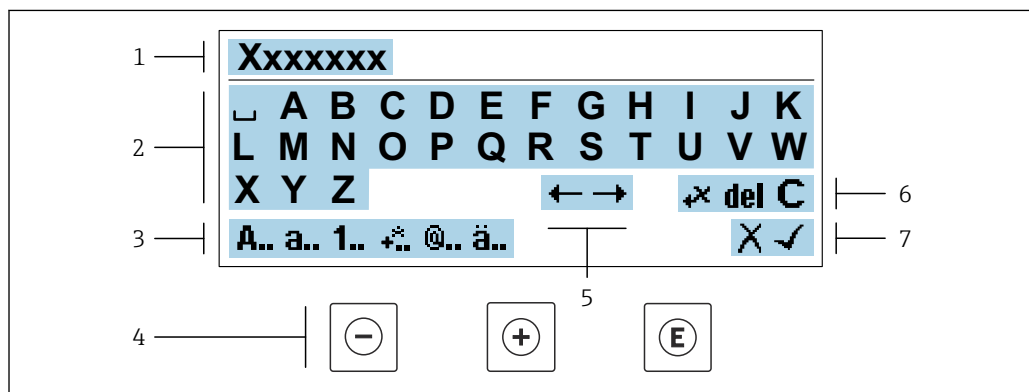 1 Xxxxxxx
␣ A B C D E F G H I J K
2 L M N O P Q R S T U V W
X Y Z ← → +x del C 6
3 A.. a.. 1.. +*.. @.. ä.. X ✓ 7
5
4 − + E